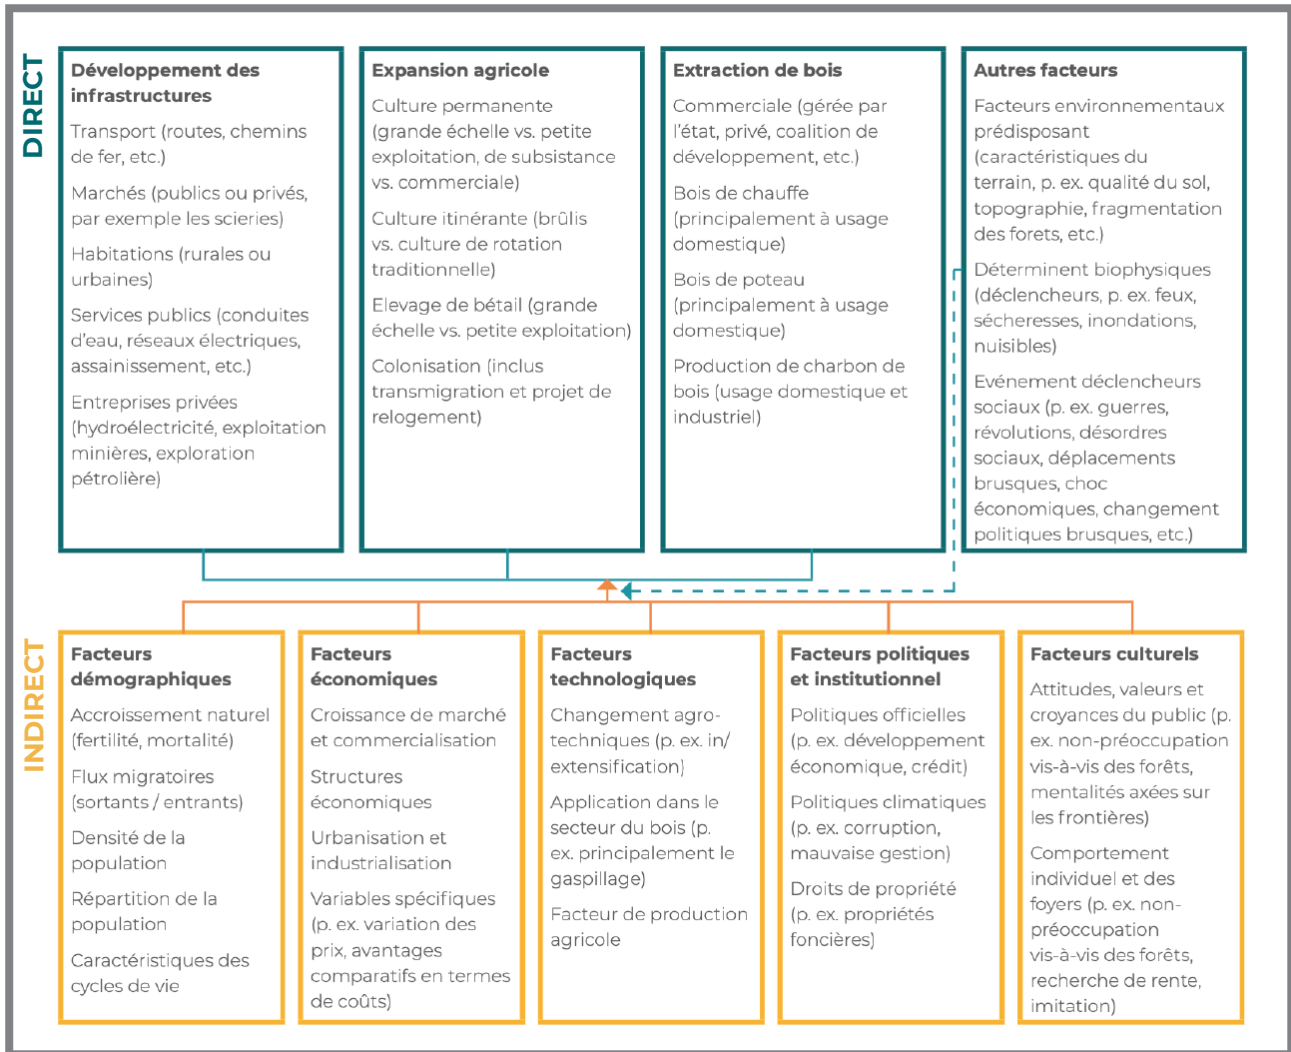 DIRECT
Développement des
infrastructures
Transport (routes, chemins
de fer, etc.)
Marchés (publics ou privés,
par exemple les scieries)
Habitations (rurales ou
urbaines)
Services publics (conduites
d'eau, réseaux électriques,
assainissement, etc.)
Entreprises privées
(hydroélectricité, exploitation
minières, exploration
pétrolière)
Expansion agricole
Culture permanente
(grande échelle vs. petite
exploitation, de subsistance
vs. commerciale)
Culture itinérante (brûlis
vs. culture de rotation
traditionnelle)
Elevage de bétail (grande
échelle vs. petite exploitation)
Colonisation (inclus
transmigration et projet de
relogement)
Extraction de bois
Commerciale (gérée par
l'état, privé, coalition de
développement, etc.)
Bois de chauffe
(principalement à usage
domestique)
Bois de poteau
(principalement à usage
domestique)
Production de charbon de
bois (usage domestique et
industriel)
Autres facteurs
Facteurs environnementaux
prédisposant
(caractéristiques du
terrain, p. ex. qualité du sol,
topographie, fragmentation
des forets, etc.)
Déterminent biophysiques
(déclencheurs, p. ex. feux,
sécheresses, inondations,
nuisibles)
Evénement déclencheurs
sociaux (p. ex. guerres,
révolutions, désordres
sociaux, déplacements
brusques, choc
économiques, changement
politiques brusques, etc.)
INDIRECT
Facteurs
démographiques
Accroissement naturel
(fertilité, mortalité)
Flux migratoires
(sortants / entrants)
Densité de la
population
Répartition de la
population
Caractéristiques des
cycles de vie
Facteurs
économiques
Croissance de marché
et commercialisation
Structures
économiques
Urbanisation et
industrialisation
Variables spécifiques
(p. ex. variation des
prix, avantages
comparatifs en termes
de coûts)
Facteurs
technologiques
Changement agro-
techniques (p. ex. in/
extensification)
Application dans le
secteur du bois (p.
ex. principalement le
gaspillage)
Facteur de production
agricole
Facteurs politiques
et institutionnel
Politiques officielles
(p. ex. développement
économique, crédit)
Politiques climatiques
(p. ex. corruption,
mauvaise gestion)
Droits de propriété
(p. ex. propriétés
foncières)
Facteurs culturels
Attitudes, valeurs et
croyances du public (p.
ex. non-préoccupation
vis-à-vis des forêts,
mentalités axées sur
les frontières)
Comportement
individuel et des
foyers (p. ex. non-
préoccupation
vis-à-vis des forêts,
recherche de rente,
imitation)